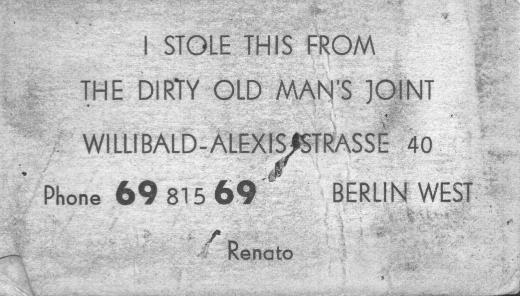 I STOLE THIS FROM
THE DIRTY OLD MAN'S JOINT
WILLIBALD-ALEXIS-STRASSE 40
Phone 69 815 69 BERLIN WEST
Renato